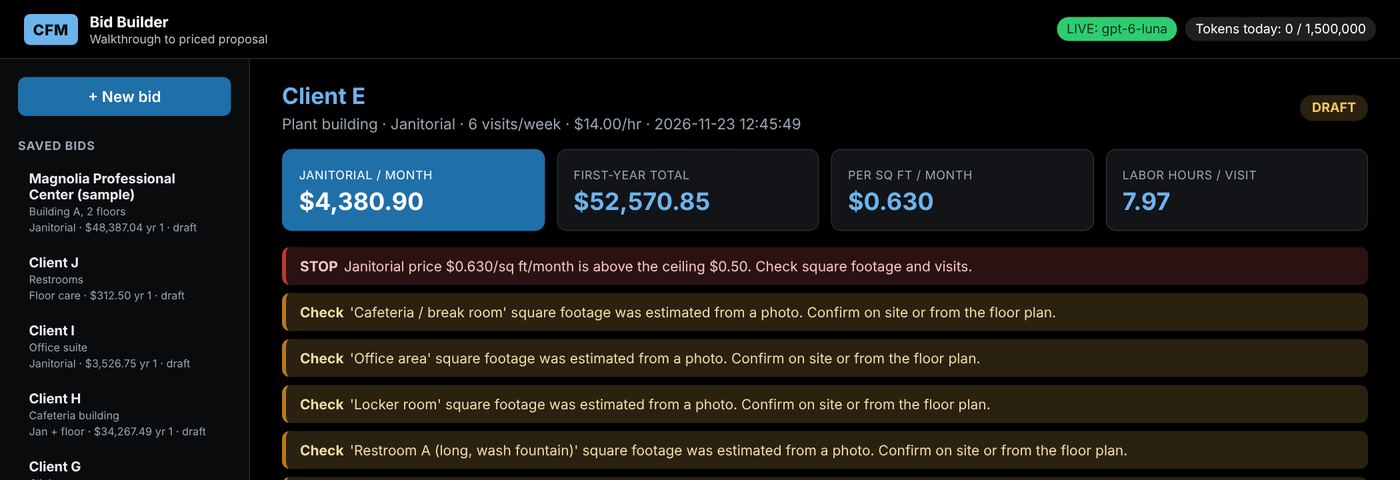 CFM
Bid Builder
Walkthrough to priced proposal
LIVE: gpt-6-luna
Tokens today: 0 / 1,500,000
+ New bid
SAVED BIDS
Magnolia Professional
Center (sample)
Building A, 2 floors
Janitorial · $48,387.04 yr 1 · draft
Client J
Restrooms
Floor care · $312.50 yr 1 · draft
Client I
Office suite
Janitorial · $3,526.75 yr 1 · draft
Client H
Cafeteria building
Jan + floor · $34,267.49 yr 1 · draft
Client G
Client E
Plant building · Janitorial · 6 visits/week · $14.00/hr · 2026-11-23 12:45:49
DRAFT
JANITORIAL / MONTH
$4,380.90
FIRST-YEAR TOTAL
$52,570.85
PER SQ FT / MONTH
$0.630
LABOR HOURS / VISIT
7.97
STOP Janitorial price $0.630/sq ft/month is above the ceiling $0.50. Check square footage and visits.
Check 'Cafeteria / break room' square footage was estimated from a photo. Confirm on site or from the floor plan.
Check 'Office area' square footage was estimated from a photo. Confirm on site or from the floor plan.
Check 'Locker room' square footage was estimated from a photo. Confirm on site or from the floor plan.
Check 'Restroom A (long, wash fountain)' square footage was estimated from a photo. Confirm on site or from the floor plan.